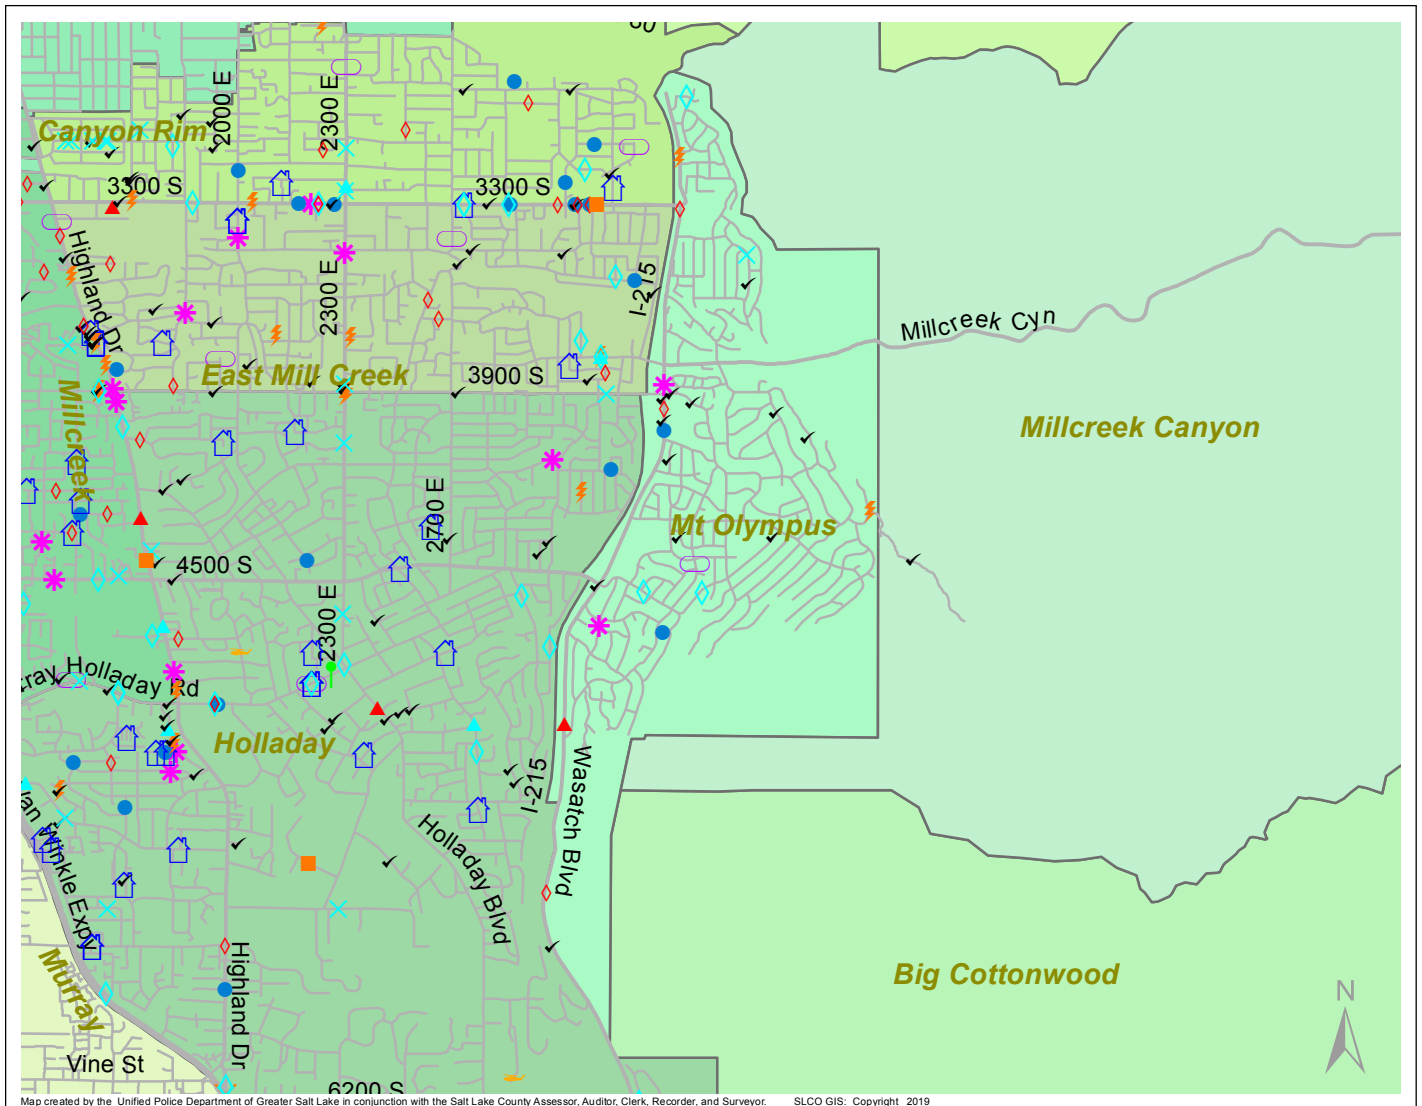 2000 E
2300 E
Canyon Rim
3300 S
3300 S
Highland Dr
2300 E
I-215
Millcreek Cyn
East Mill Creek
3900 S
Millcreek
Millcreek Canyon
2700 E
Mt Olympus
4500 S
2300 E
rray Holladay Rd
Holladay
I-215
Wasatch Blvd
Van Winkle Expy
Holladay Blvd
Highland Dr
Murray
Big Cottonwood
N
Vine St
6200 S
Map created by the Unified Police Department of Greater Salt Lake in conjunction with the Salt Lake County Assessor, Auditor, Clerk, Recorder, and Surveyor. SLCO GIS: Copyright 2019